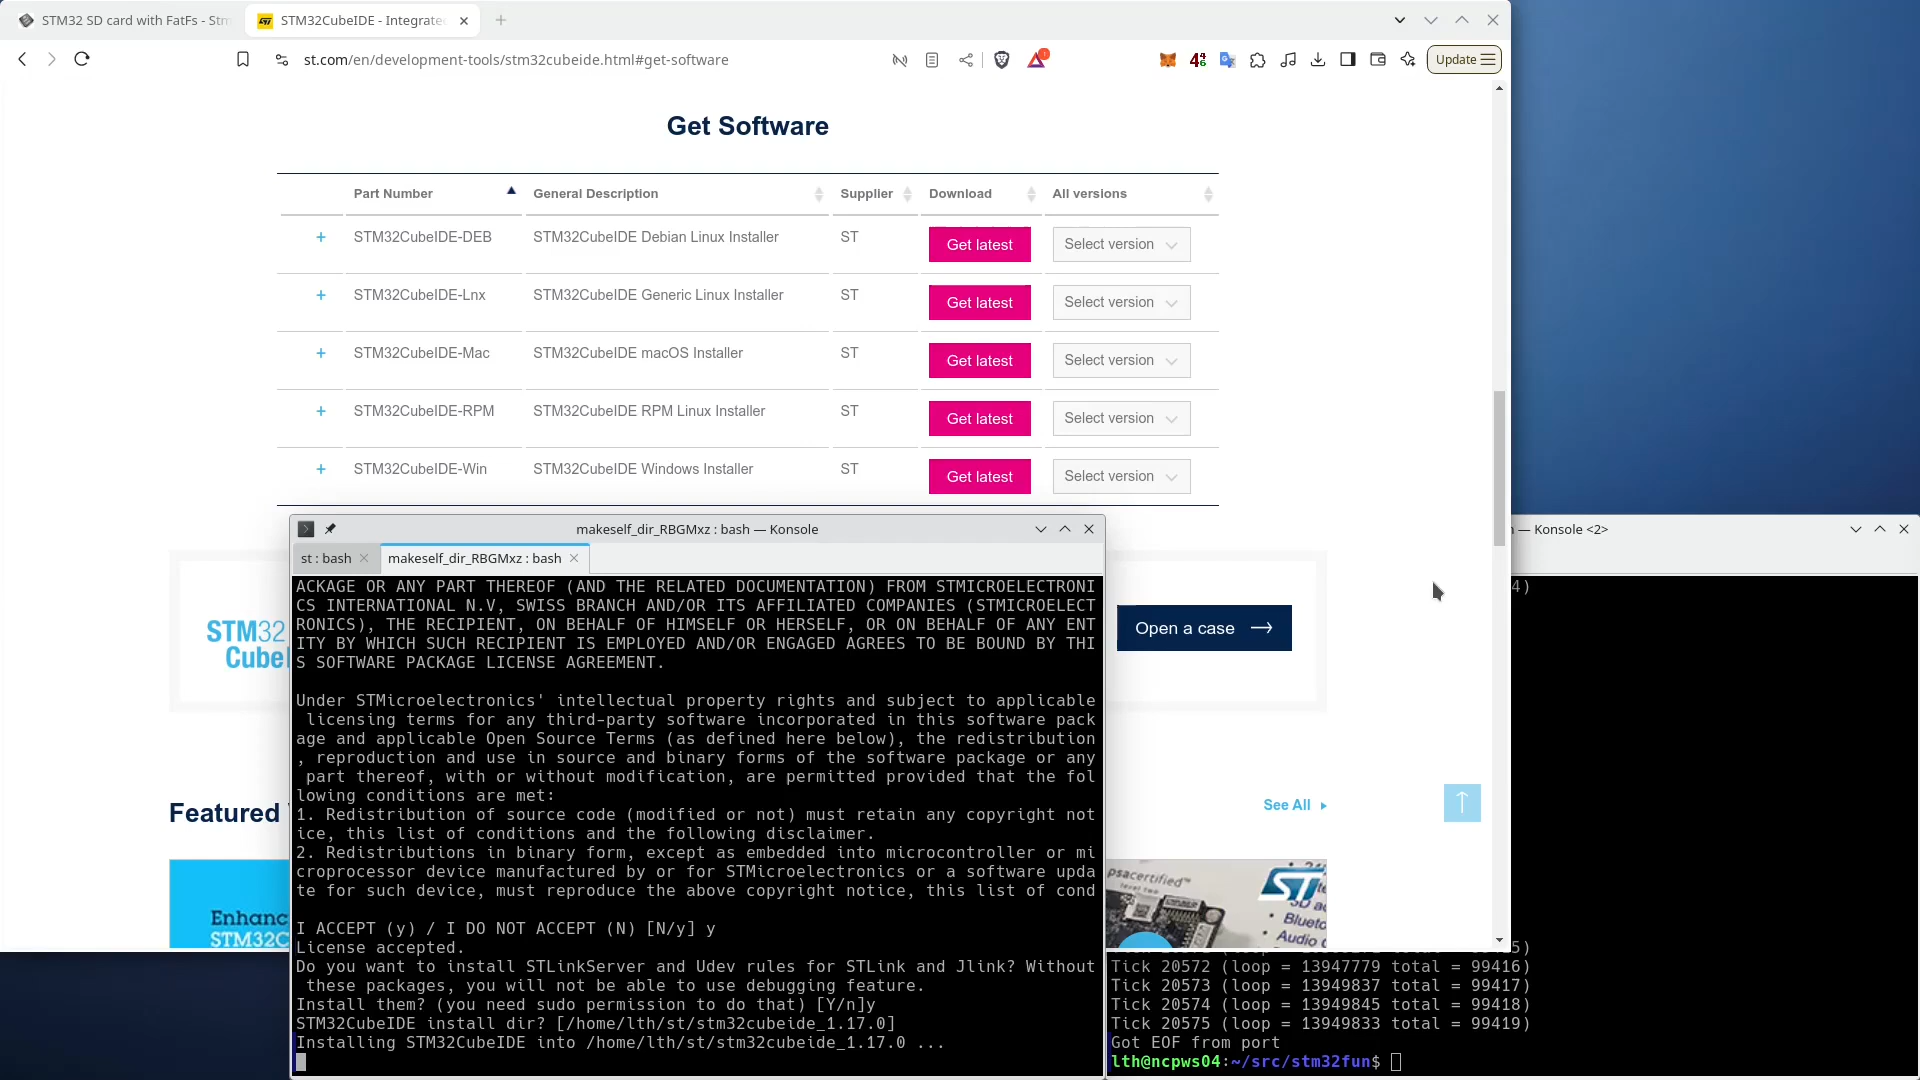 STM32 SD card with FatFs - Stm
STM32CubeIDE - Integrate
st.com/en/development-tools/stm32cubeide.html#get-software
Update
Get Software
Part Number General Description Supplier Download All versions
+ STM32CubeIDE-DEB STM32CubeIDE Debian Linux Installer ST Get latest Select version
+ STM32CubeIDE-Lnx STM32CubeIDE Generic Linux Installer ST Get latest Select version
+ STM32CubeIDE-Mac STM32CubeIDE macOS Installer ST Get latest Select version
+ STM32CubeIDE-RPM STM32CubeIDE RPM Linux Installer ST Get latest Select version
+ STM32CubeIDE-Win STM32CubeIDE Windows Installer ST Get latest Select version
makeself_dir_RBGMxz : bash — Konsole
st : bash
makeself_dir_RBGMxz : bash
ACKAGE OR ANY PART THEREOF (AND THE RELATED DOCUMENTATION) FROM STMICROELECTRONI
CS INTERNATIONAL N.V, SWISS BRANCH AND/OR ITS AFFILIATED COMPANIES (STMICROELECT
RONICS), THE RECIPIENT, ON BEHALF OF HIMSELF OR HERSELF, OR ON BEHALF OF ANY ENT
ITY BY WHICH SUCH RECIPIENT IS EMPLOYED AND/OR ENGAGED AGREES TO BE BOUND BY THI
S SOFTWARE PACKAGE LICENSE AGREEMENT.
Under STMicroelectronics' intellectual property rights and subject to applicable
 licensing terms for any third-party software incorporated in this software pack
age and applicable Open Source Terms (as defined here below), the redistribution
, reproduction and use in source and binary forms of the software package or any
 part thereof, with or without modification, are permitted provided that the fol
lowing conditions are met:
1. Redistribution of source code (modified or not) must retain any copyright not
ice, this list of conditions and the following disclaimer.
2. Redistributions in binary form, except as embedded into microcontroller or mi
croprocessor device manufactured by or for STMicroelectronics or a software upda
te for such device, must reproduce the above copyright notice, this list of cond
I ACCEPT (y) / I DO NOT ACCEPT (N) [N/y] y
License accepted.
Do you want to install STLinkServer and Udev rules for STLink and Jlink? Without
 these packages, you will not be able to use debugging feature.
Install them? (you need sudo permission to do that) [Y/n]y
STM32CubeIDE install dir? [/home/lth/st/stm32cubeide_1.17.0]
Installing STM32CubeIDE into /home/lth/st/stm32cubeide_1.17.0 ...
STM32
Cube
Open a case
Featured
See All
Enhanc
STM32C
psacertified™
level two
ST
3D ac
Bluetoo
Audio
— Konsole <2>
4)
5)
Tick 20572 (loop = 13947779 total = 99416)
Tick 20573 (loop = 13949837 total = 99417)
Tick 20574 (loop = 13949845 total = 99418)
Tick 20575 (loop = 13949833 total = 99419)
Got EOF from port
lth@ncpws04:~/src/stm32fun$